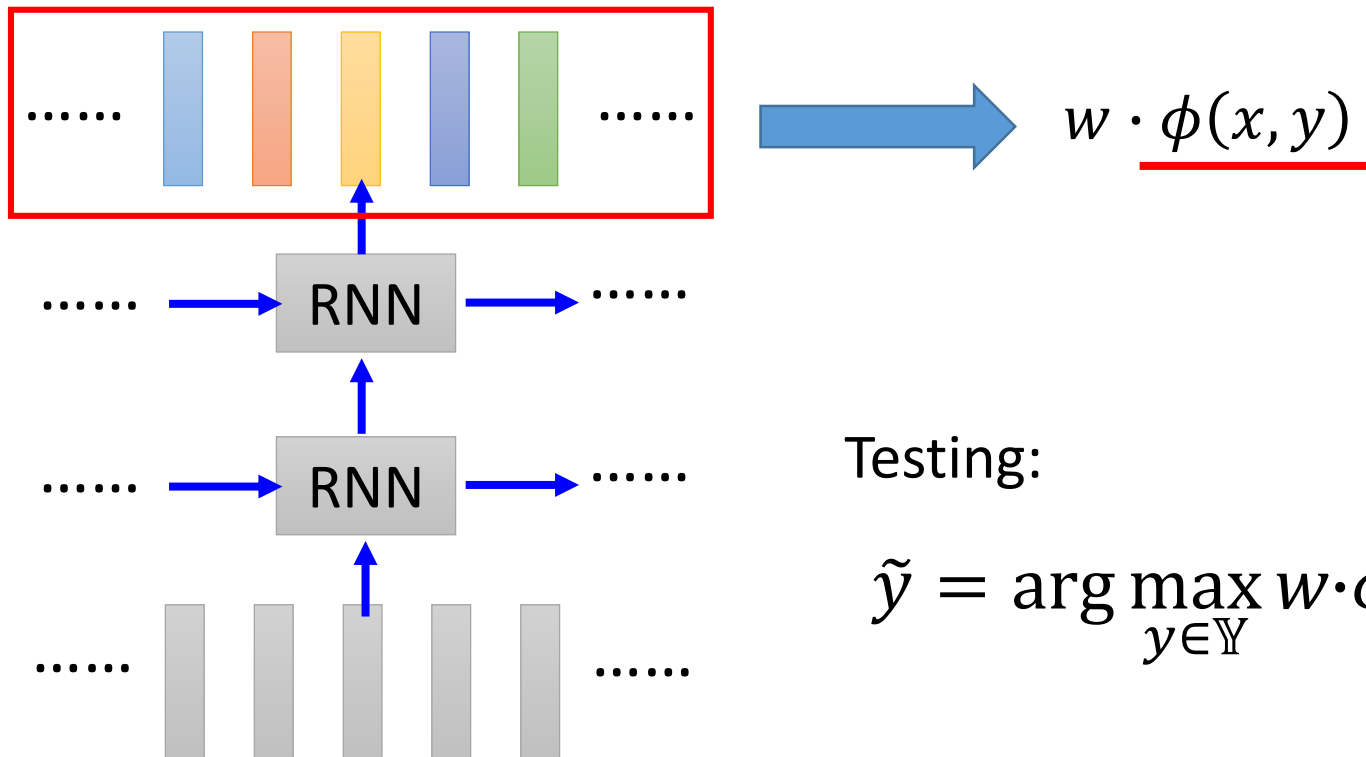 …… ……
w · ϕ(x, y)
…… RNN ……
…… RNN ……
Testing:
ỹ = arg max w·
y∈𝕐
…… ……